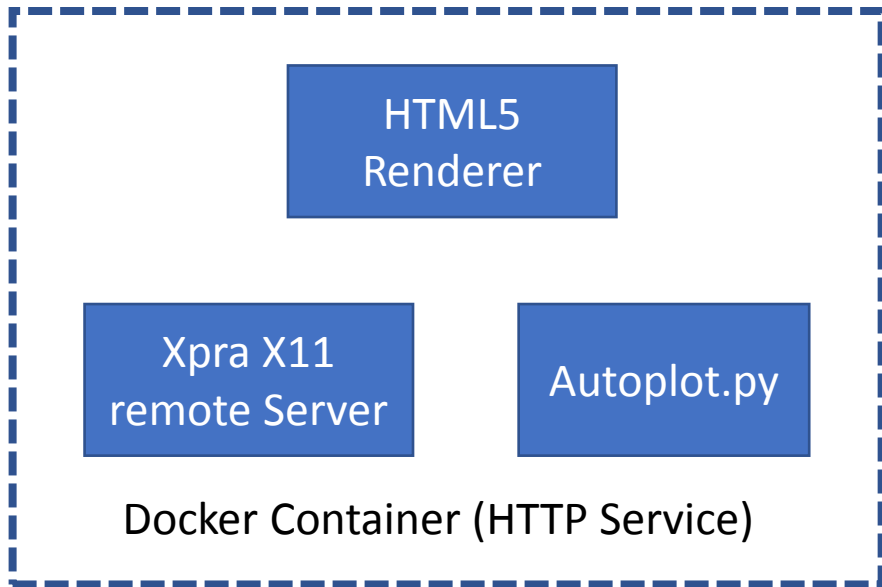 HTML5
Renderer
Xpra X11
remote Server
Autoplot.py
Docker Container (HTTP Service)